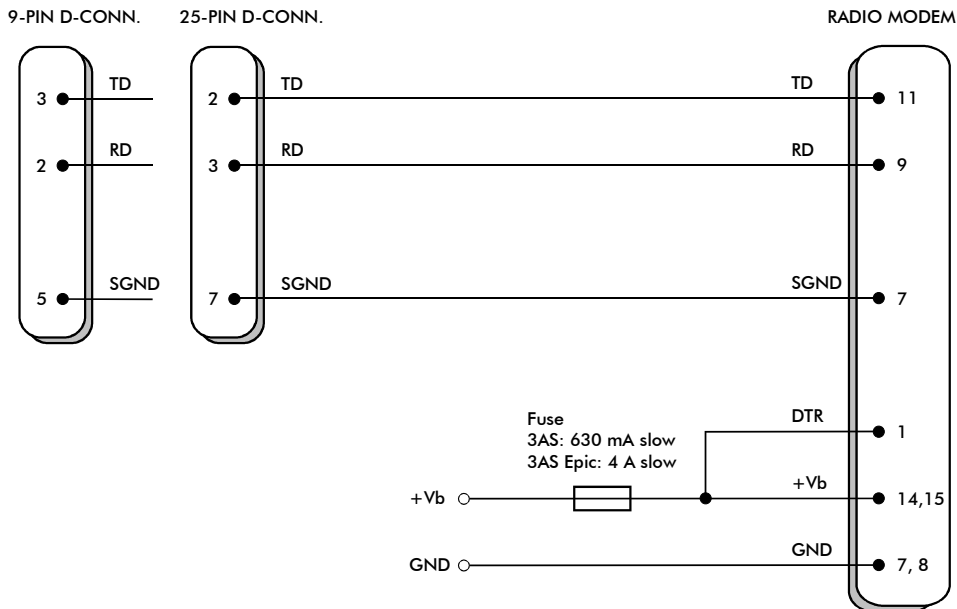 9-PIN D-CONN. 25-PIN D-CONN. RADIO MODEM
3 TD 2 TD TD 11
2 RD 3 RD RD 9
5 SGND 7 SGND SGND 7
Fuse
3AS: 630 mA slow
3AS Epic: 4 A slow
DTR 1
+Vb +Vb 14,15
GND GND 7, 8